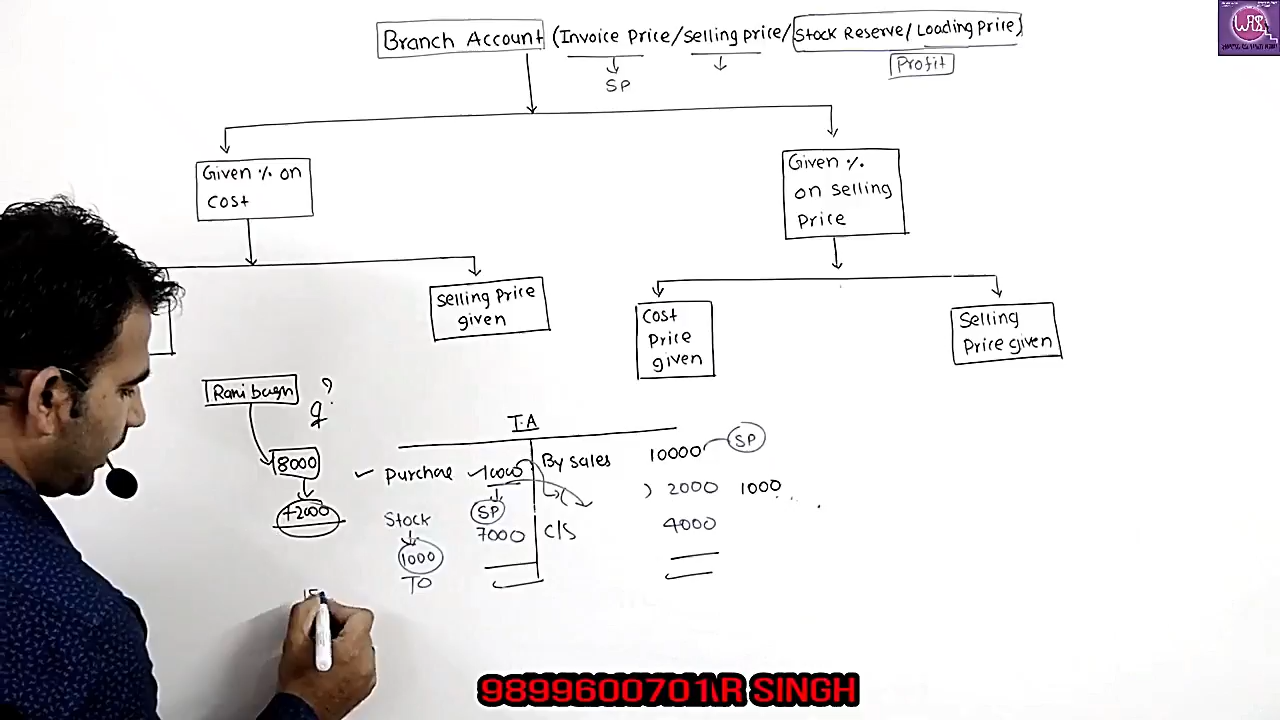 Branch Account (Invoice Price/Selling price/Stock Reserve/Loading Price)
SP
Profit
Given % on
Cost
Given %
on Selling
Price
Selling Price
given
Cost
Price
given
Selling
Price given
Rani bagh
?
8000
+2000
T.A
Purchase 10000
By Sales 10000 SP
2000 1000
Stock SP
7000 C/S 4000
1000
TO
15
9899600701\R SINGH